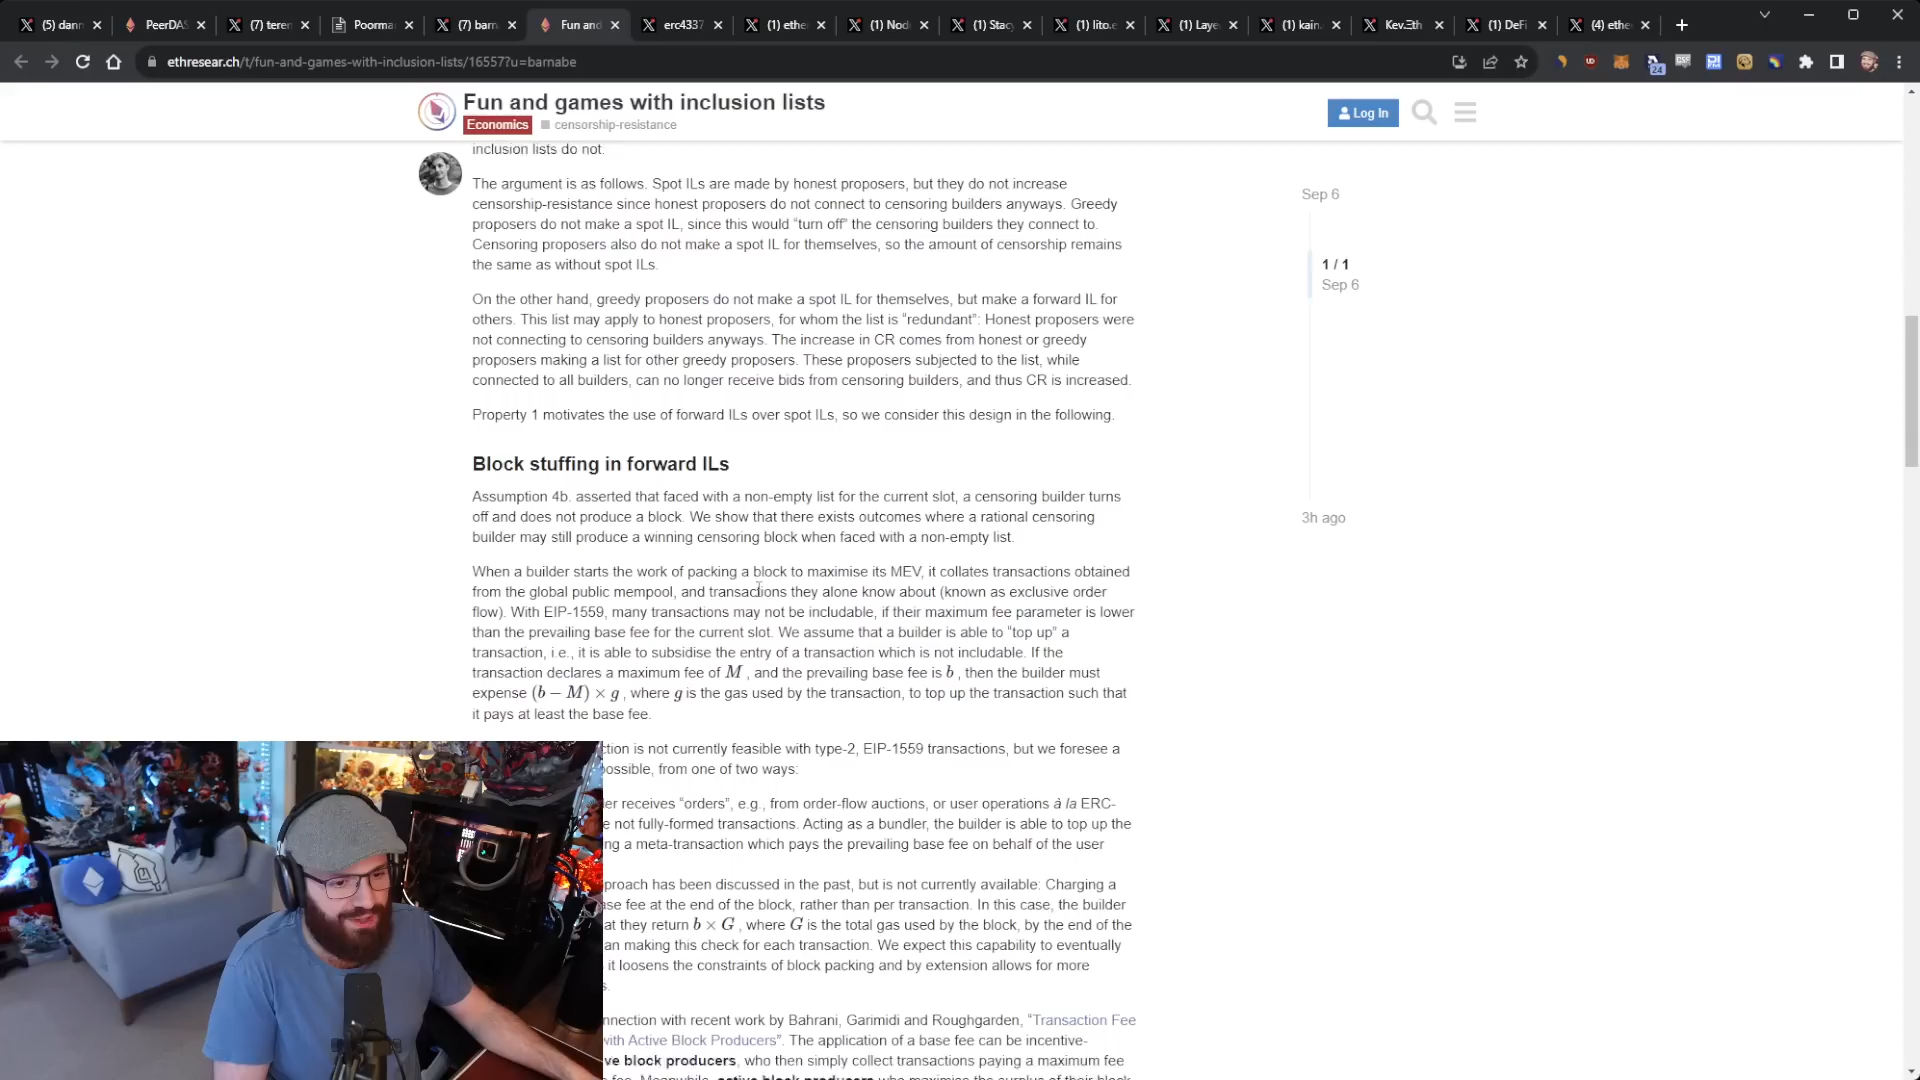 (5) dann
PeerDAS
(7) teren
Poorman
(7) barna
Fun and
erc4337
(1) ether
(1) Node
(1) Stacy
(1) lito.e
(1) Laye
(1) kain.
Kev.Ξth
(1) DeFi
(4) ethe
ethresear.ch/t/fun-and-games-with-inclusion-lists/16557?u=barnabe
24
Fun and games with inclusion lists
Economics censorship-resistance
Log In
inclusion lists do not.
The argument is as follows. Spot ILs are made by honest proposers, but they do not increase
censorship-resistance since honest proposers do not connect to censoring builders anyways. Greedy
proposers do not make a spot IL, since this would “turn off” the censoring builders they connect to.
Censoring proposers also do not make a spot IL for themselves, so the amount of censorship remains
the same as without spot ILs.
On the other hand, greedy proposers do not make a spot IL for themselves, but make a forward IL for
others. This list may apply to honest proposers, for whom the list is “redundant”: Honest proposers were
not connecting to censoring builders anyways. The increase in CR comes from honest or greedy
proposers making a list for other greedy proposers. These proposers subjected to the list, while
connected to all builders, can no longer receive bids from censoring builders, and thus CR is increased.
Property 1 motivates the use of forward ILs over spot ILs, so we consider this design in the following.
Block stuffing in forward ILs
Assumption 4b. asserted that faced with a non-empty list for the current slot, a censoring builder turns
off and does not produce a block. We show that there exists outcomes where a rational censoring
builder may still produce a winning censoring block when faced with a non-empty list.
When a builder starts the work of packing a block to maximise its MEV, it collates transactions obtained
from the global public mempool, and transactions they alone know about (known as exclusive order
flow). With EIP-1559, many transactions may not be includable, if their maximum fee parameter is lower
than the prevailing base fee for the current slot. We assume that a builder is able to “top up” a
transaction, i.e., it is able to subsidise the entry of a transaction which is not includable. If the
transaction declares a maximum fee of M , and the prevailing base fee is b , then the builder must
expense (b − M) × g , where g is the gas used by the transaction, to top up the transaction such that
it pays at least the base fee.
ction is not currently feasible with type-2, EIP-1559 transactions, but we foresee a
ossible, from one of two ways:
er receives “orders”, e.g., from order-flow auctions, or user operations à la ERC-
e not fully-formed transactions. Acting as a bundler, the builder is able to top up the
ng a meta-transaction which pays the prevailing base fee on behalf of the user
proach has been discussed in the past, but is not currently available: Charging a
ase fee at the end of the block, rather than per transaction. In this case, the builder
at they return b × G , where G is the total gas used by the block, by the end of the
an making this check for each transaction. We expect this capability to eventually
it loosens the constraints of block packing and by extension allows for more
s.
nnection with recent work by Bahrani, Garimidi and Roughgarden, “Transaction Fee
with Active Block Producers”. The application of a base fee can be incentive-
ve block producers, who then simply collect transactions paying a maximum fee
fee. Meanwhile, active block producers who maximise the surplus of their block
Sep 6
1 / 1
Sep 6
3h ago